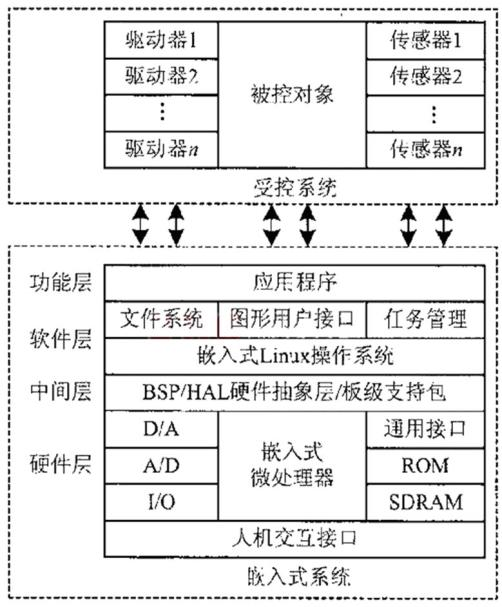 驱动器1
驱动器2
⋮
驱动器n
被控对象
传感器1
传感器2
⋮
传感器n
受控系统
功能层
应用程序
软件层
文件系统 图形用户接口 任务管理
嵌入式Linux操作系统
中间层
BSP/HAL硬件抽象层/板级支持包
硬件层
D/A
A/D
I/O
嵌入式
微处理器
通用接口
ROM
SDRAM
人机交互接口
嵌入式系统